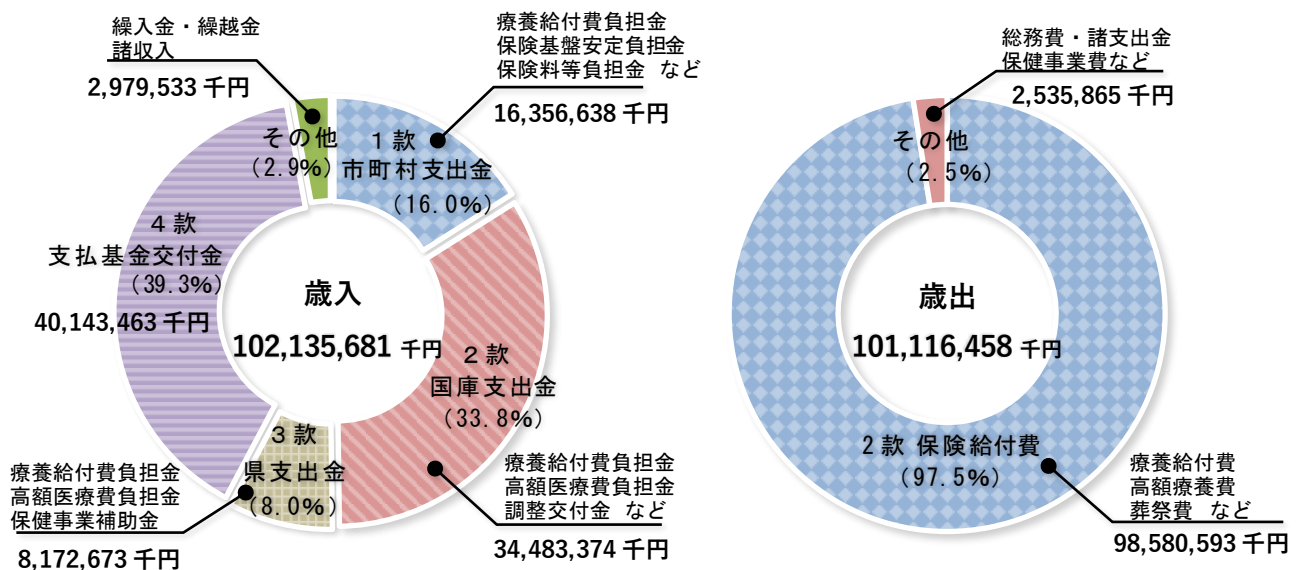 繰入金・繰越金
諸収入
2,979,533 千円
療養給付費負担金
保険基盤安定負担金
保険料等負担金 など
16,356,638 千円
その他
(2.9%)
１款
市町村支出金
(16.0%)
４款
支払基金交付金
(39.3%)
40,143,463 千円
歳入
102,135,681 千円
２款
国庫支出金
(33.8%)
３款
県支出金
(8.0%)
療養給付費負担金
高額医療費負担金
保健事業補助金
8,172,673 千円
療養給付費負担金
高額医療費負担金
調整交付金 など
34,483,374 千円
総務費・諸支出金
保健事業費など
2,535,865 千円
その他
(2.5%)
歳出
101,116,458 千円
２款 保険給付費
(97.5%)
療養給付費
高額療養費
葬祭費 など
98,580,593 千円